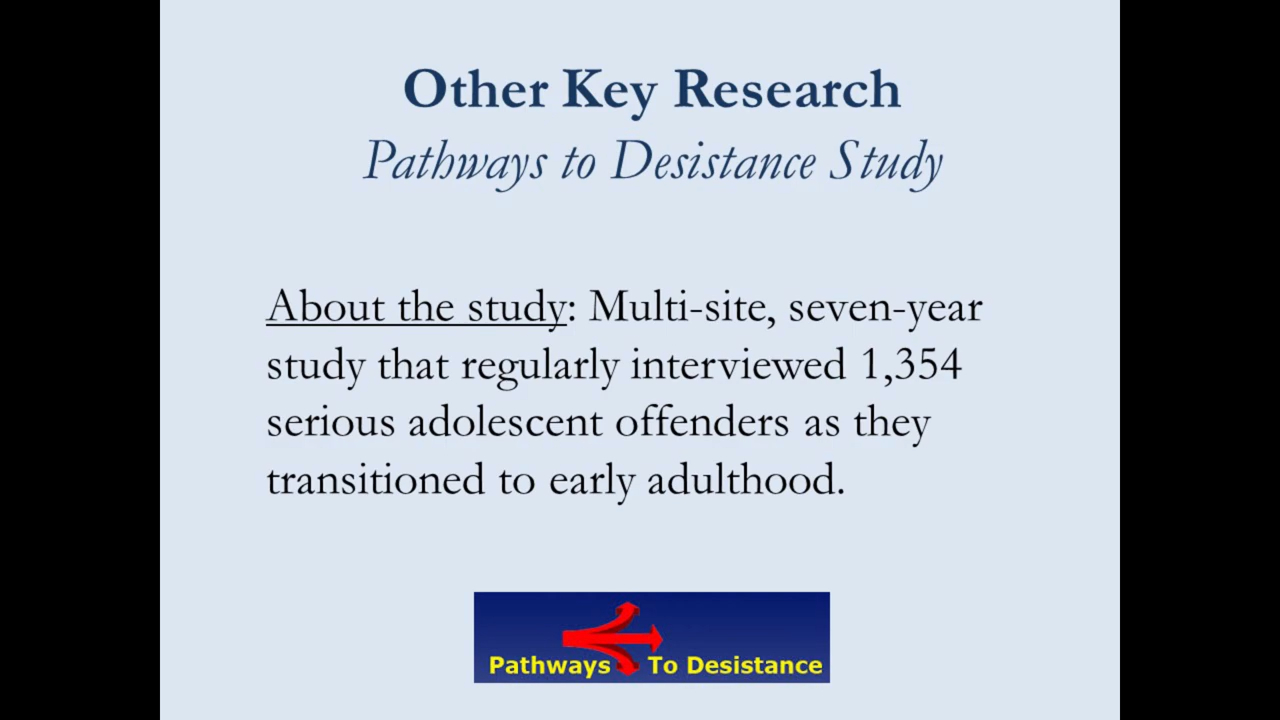 Other Key Research
Pathways to Desistance Study
About the study: Multi-site, seven-year
study that regularly interviewed 1,354
serious adolescent offenders as they
transitioned to early adulthood.
Pathways To Desistance